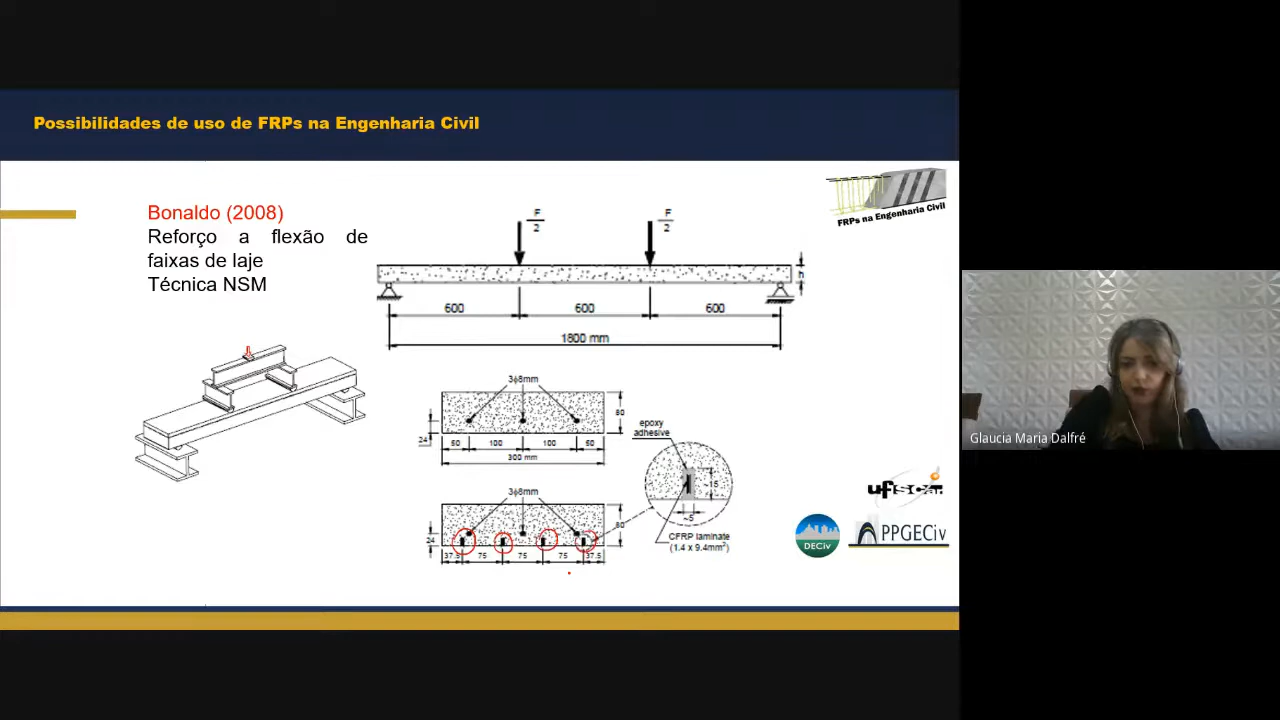 Possibilidades de uso de FRPs na Engenharia Civil
FRPs na Engenharia Civil
Bonaldo (2008)
Reforço a flexão de
faixas de laje
Técnica NSM
F
2
F
2
h
600
600
600
1800 mm
3ϕ8mm
80
24
50
100
100
50
300 mm
epoxy
adhesive
~15
~5
CFRP laminate
(1.4 x 9.4mm²)
3ϕ8mm
80
24
37.5
75
75
75
37.5
Glaucia Maria Dalfré
ufscar
DECiv
PPGECiv